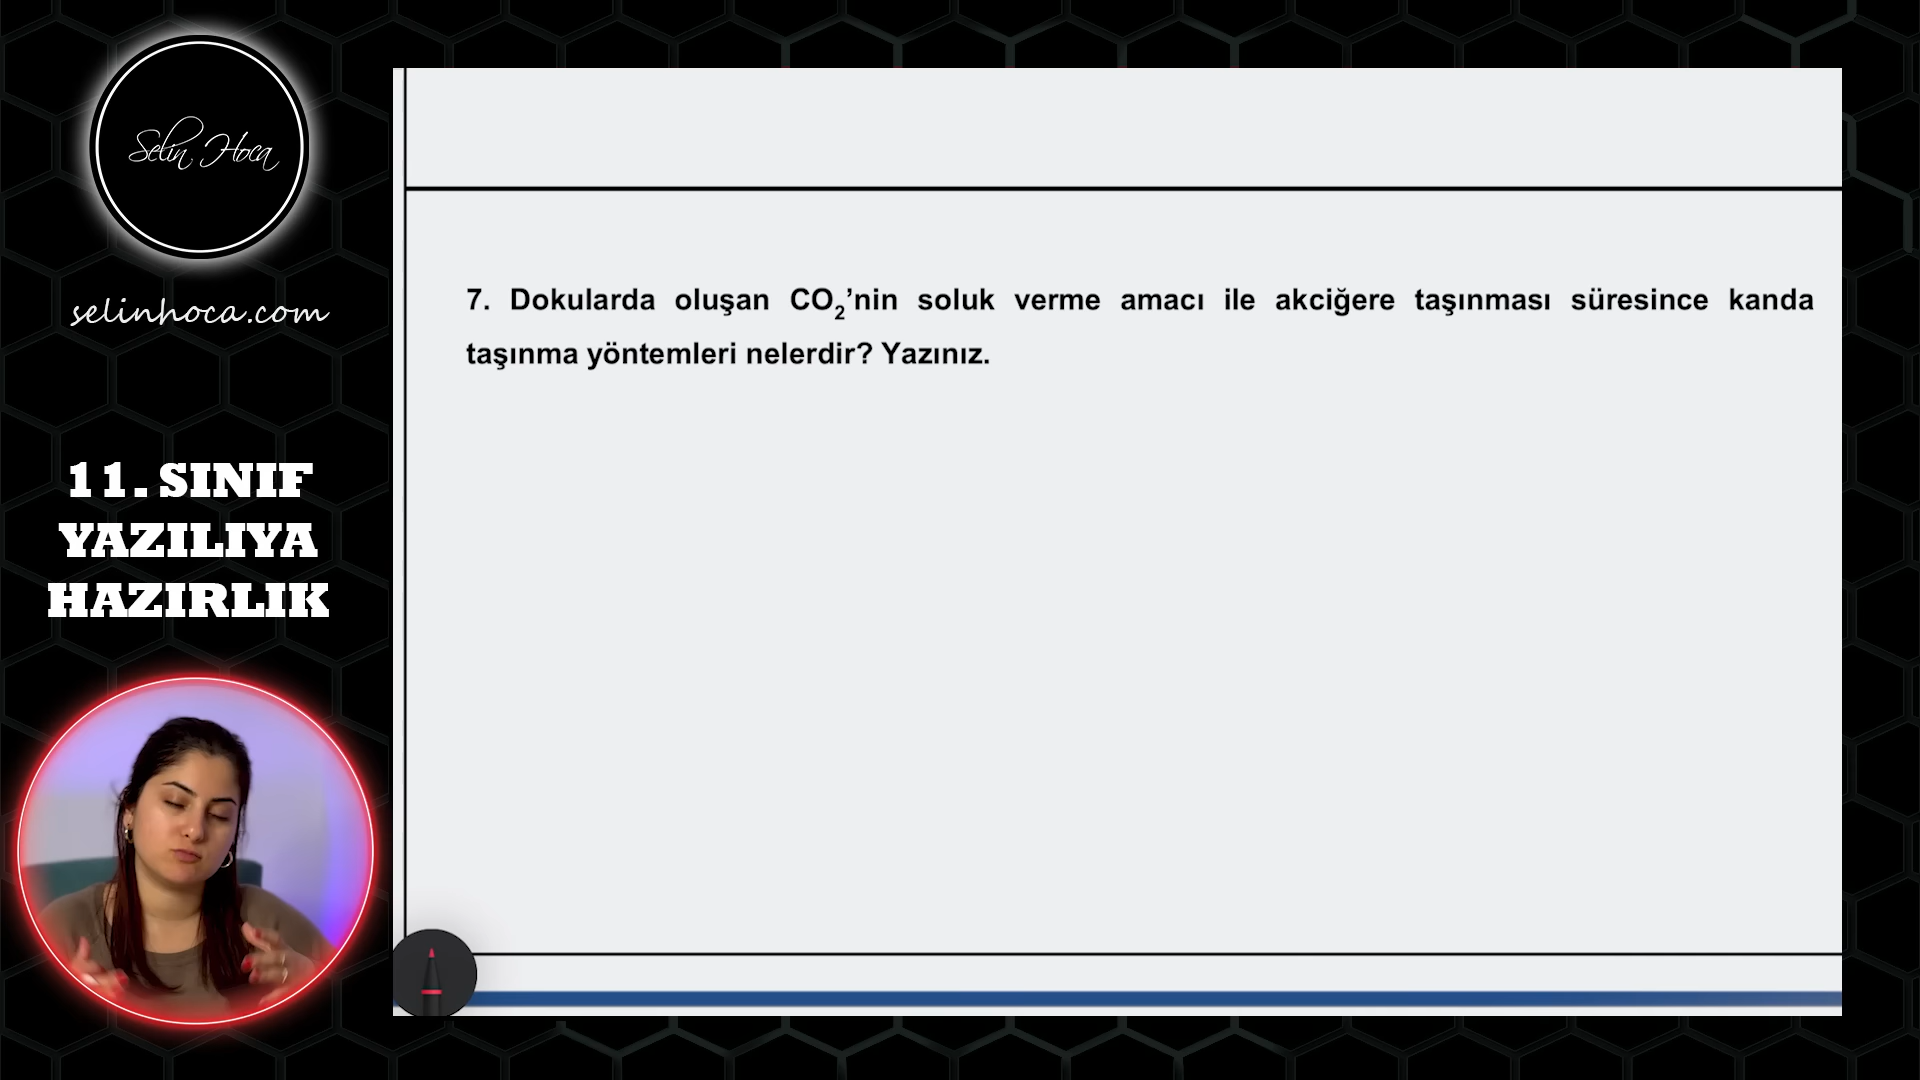 Selin Hoca
selinhoca.com
11. SINIF
YAZILIYA
HAZIRLIK
7. Dokularda oluşan CO₂’nin soluk verme amacı ile akciğere taşınması süresince kanda
taşınma yöntemleri nelerdir? Yazınız.